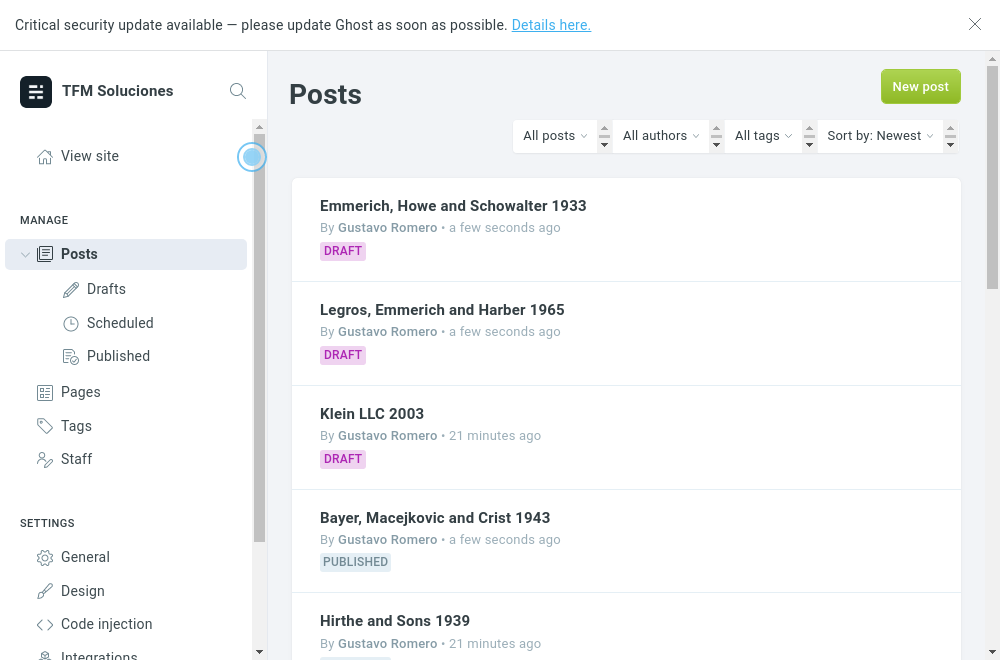 Critical security update available — please update Ghost as soon as possible. Details here.
TFM Soluciones
View site
MANAGE
Posts
Drafts
Scheduled
Published
Pages
Tags
Staff
SETTINGS
General
Design
Code injection
Integrations
Posts
New post
All posts
All authors
All tags
Sort by: Newest
Emmerich, Howe and Schowalter 1933
By Gustavo Romero • a few seconds ago
DRAFT
Legros, Emmerich and Harber 1965
By Gustavo Romero • a few seconds ago
DRAFT
Klein LLC 2003
By Gustavo Romero • 21 minutes ago
DRAFT
Bayer, Macejkovic and Crist 1943
By Gustavo Romero • a few seconds ago
PUBLISHED
Hirthe and Sons 1939
By Gustavo Romero • 21 minutes ago